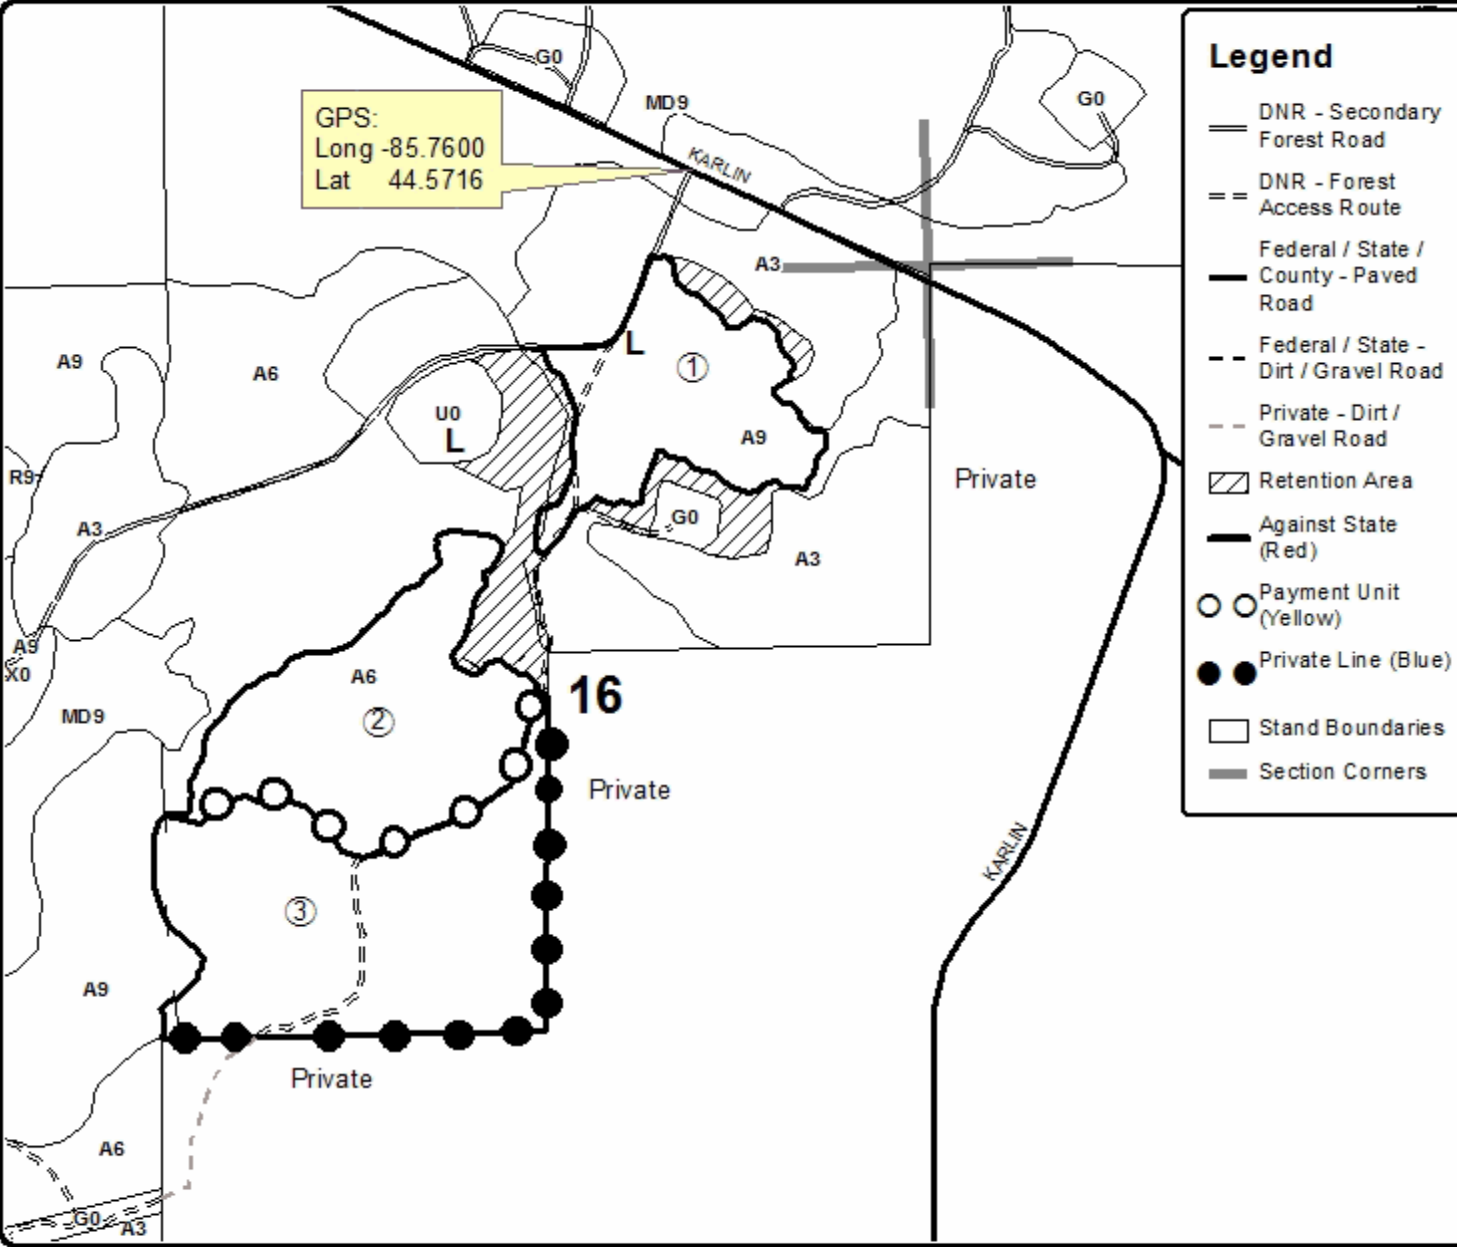 G0
MD9
G0
GPS:
Long -85.7600
Lat 44.5716
KARLIN
A3
A9
A6
L
1
U0
L
A9
R9
Private
G0
A3
A3
A9
X0
A6
16
MD9
2
Private
KARLIN
3
A9
Private
A6
G0
A3
Legend
DNR - Secondary
Forest Road
DNR - Forest
Access Route
Federal / State /
County - Paved
Road
Federal / State -
Dirt / Gravel Road
Private - Dirt /
Gravel Road
Retention Area
Against State
(Red)
Payment Unit
(Yellow)
Private Line (Blue)
Stand Boundaries
Section Corners